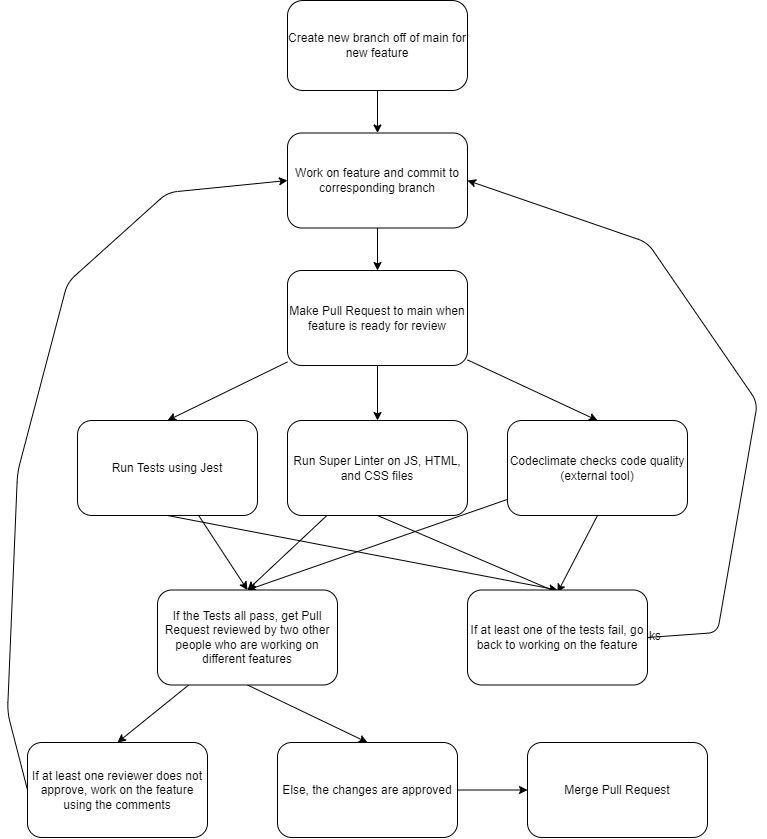 Create new branch off of main for
new feature
Work on feature and commit to
corresponding branch
Make Pull Request to main when
feature is ready for review
Run Tests using Jest
Run Super Linter on JS, HTML,
and CSS files
Codeclimate checks code quality
(external tool)
If the Tests all pass, get Pull
Request reviewed by two other
people who are working on
different features
If at least one of the tests fail, go
back to working on the feature
ks
If at least one reviewer does not
approve, work on the feature
using the comments
Else, the changes are approved
Merge Pull Request